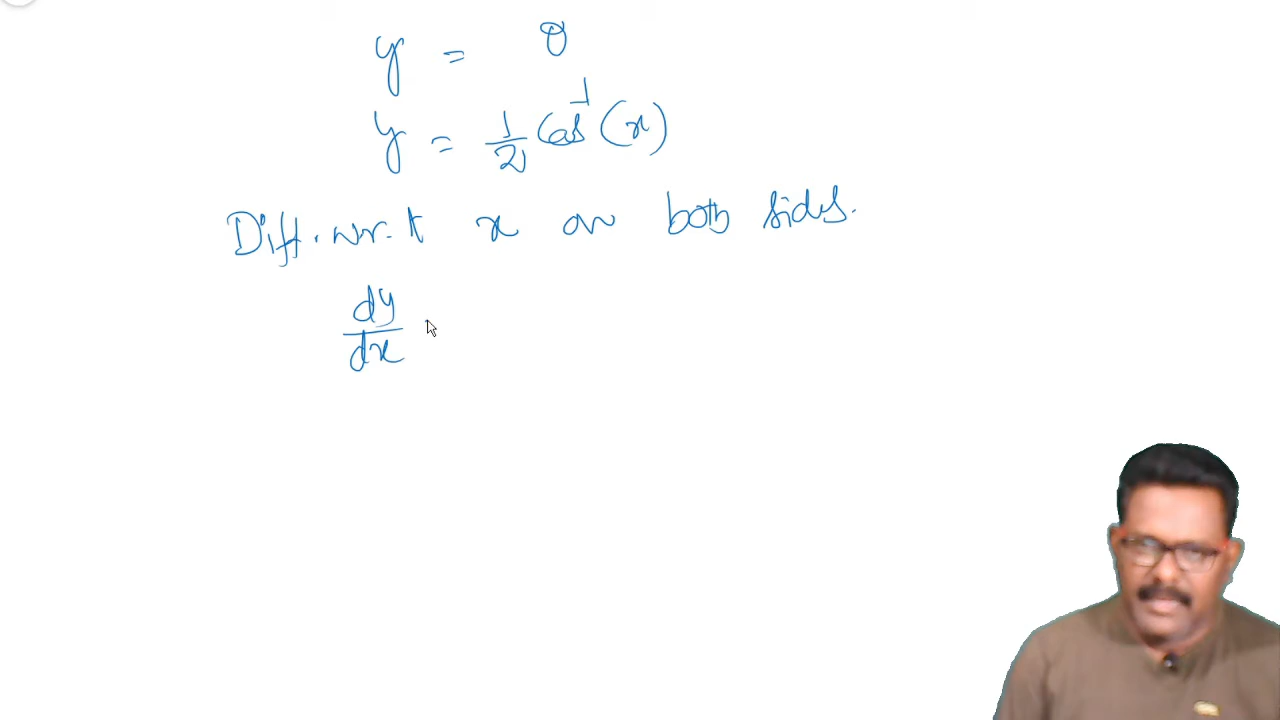 y = θ
y = 1/2 Cos⁻¹(x)
Diff. w.r.t x on both sides.
dy/dx